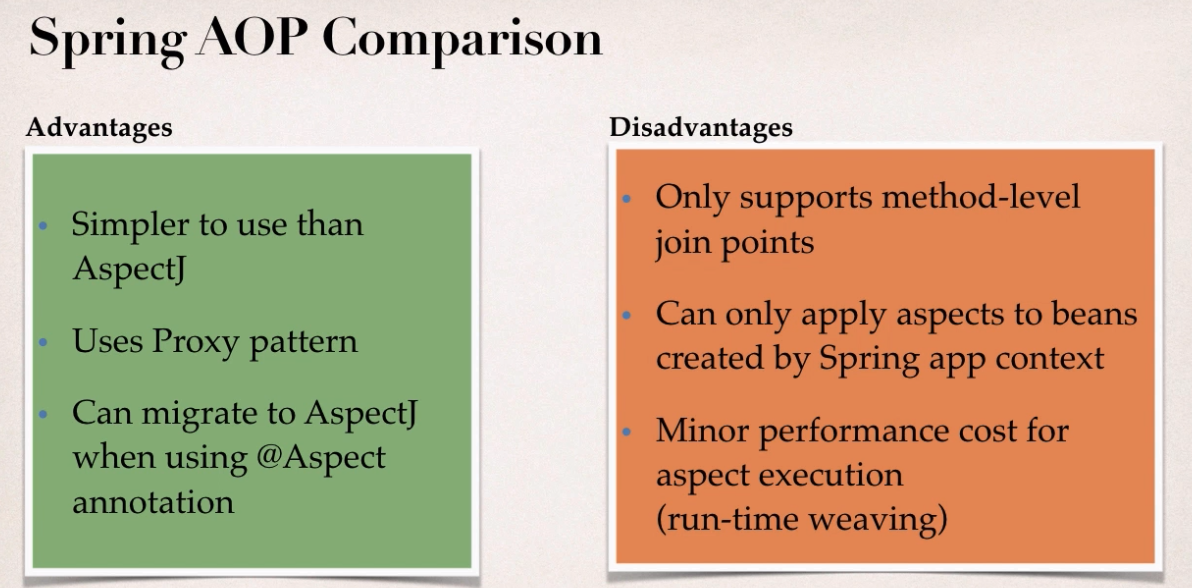 Spring AOP Comparison
Advantages
• Simpler to use than
AspectJ
• Uses Proxy pattern
• Can migrate to AspectJ
when using @Aspect
annotation
Disadvantages
• Only supports method-level
join points
• Can only apply aspects to beans
created by Spring app context
• Minor performance cost for
aspect execution
(run-time weaving)